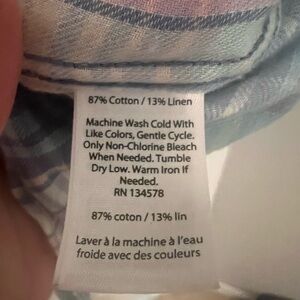 87% Cotton / 13% Linen
Machine Wash Cold With
Like Colors, Gentle Cycle.
Only Non-Chlorine Bleach
When Needed. Tumble
Dry Low. Warm Iron If
Needed.
RN 134578
87% coton / 13% lin
Laver à la machine à l'eau
froide avec des couleurs